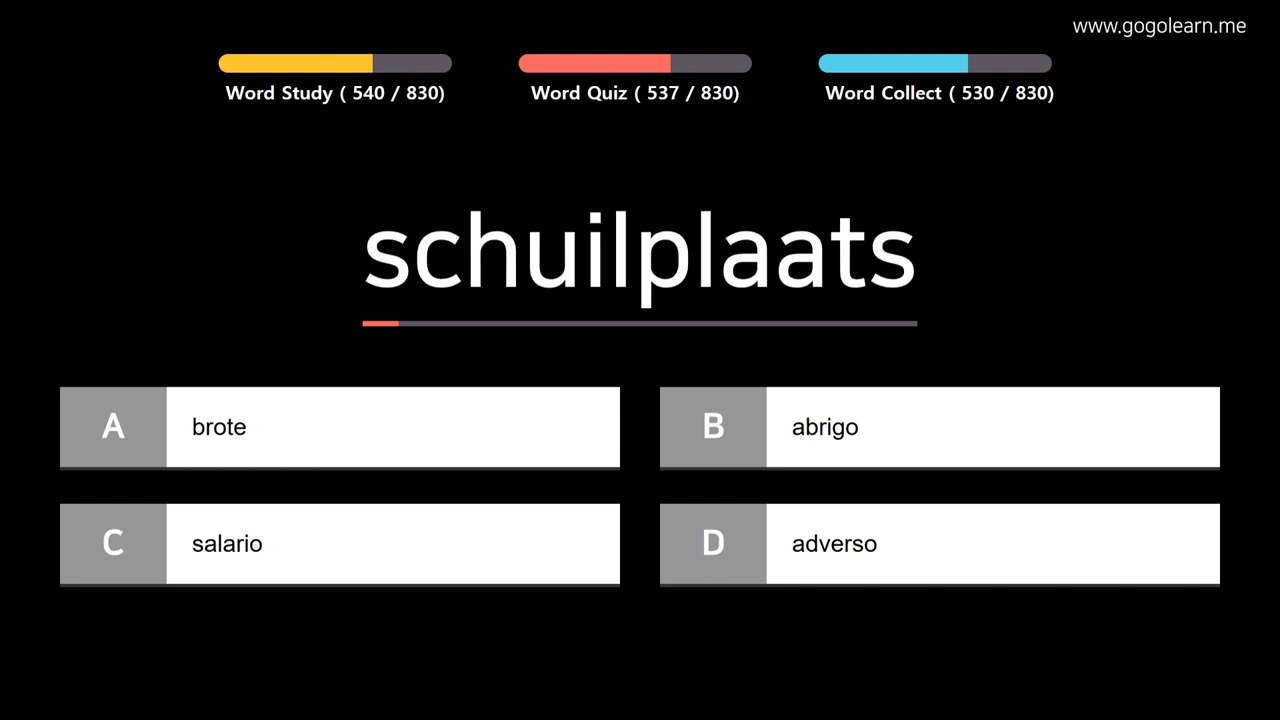 www.gogolearn.me
Word Study ( 540 / 830)
Word Quiz ( 537 / 830)
Word Collect ( 530 / 830)
schuilplaats
A brote
B abrigo
C salario
D adverso